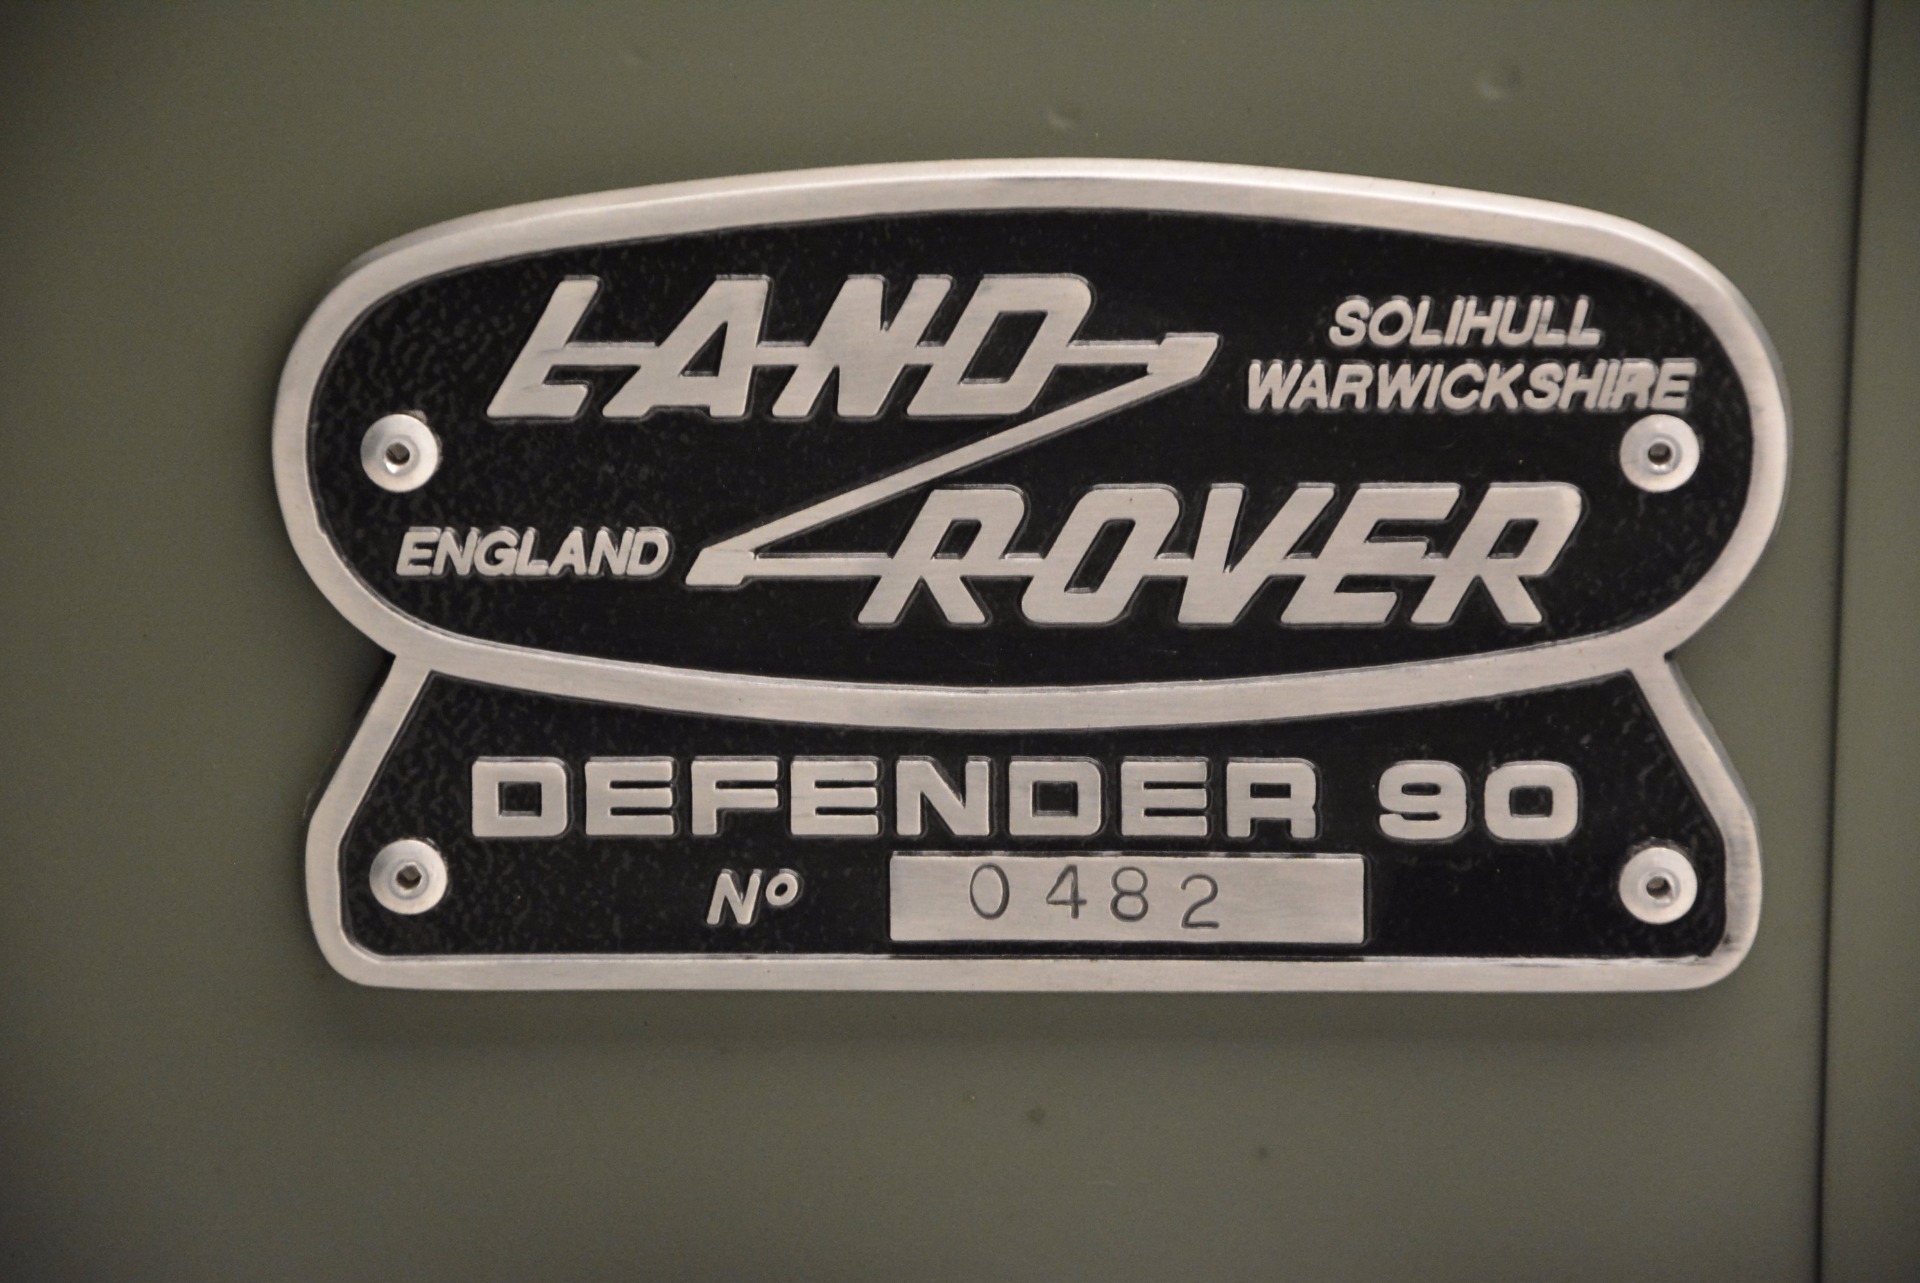 LAND
SOLIHULL
WARWICKSHIRE
ENGLAND
ROVER
DEFENDER 90
Nº 0482